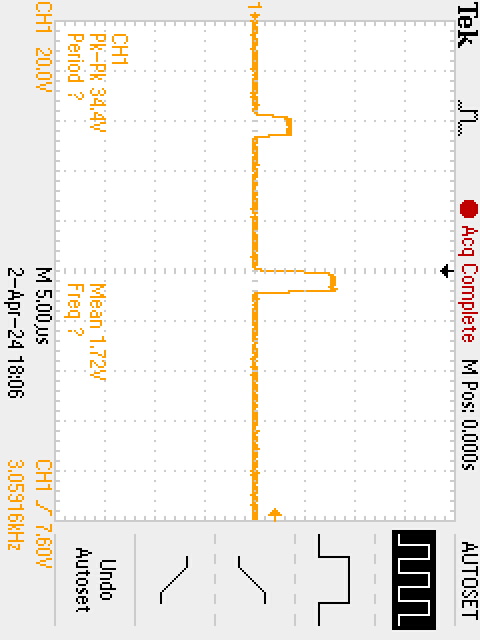 Tek
Acq Complete
M Pos: 0.000s
AUTOSET
1
CH1
Pk-Pk 34.4V
Mean 1.72V
Period ?
Freq ?
Undo
Autoset
CH1 20.0V
M 5.00µs
CH1 / 7.60V
2-Apr-24 18:06
3.05916kHz